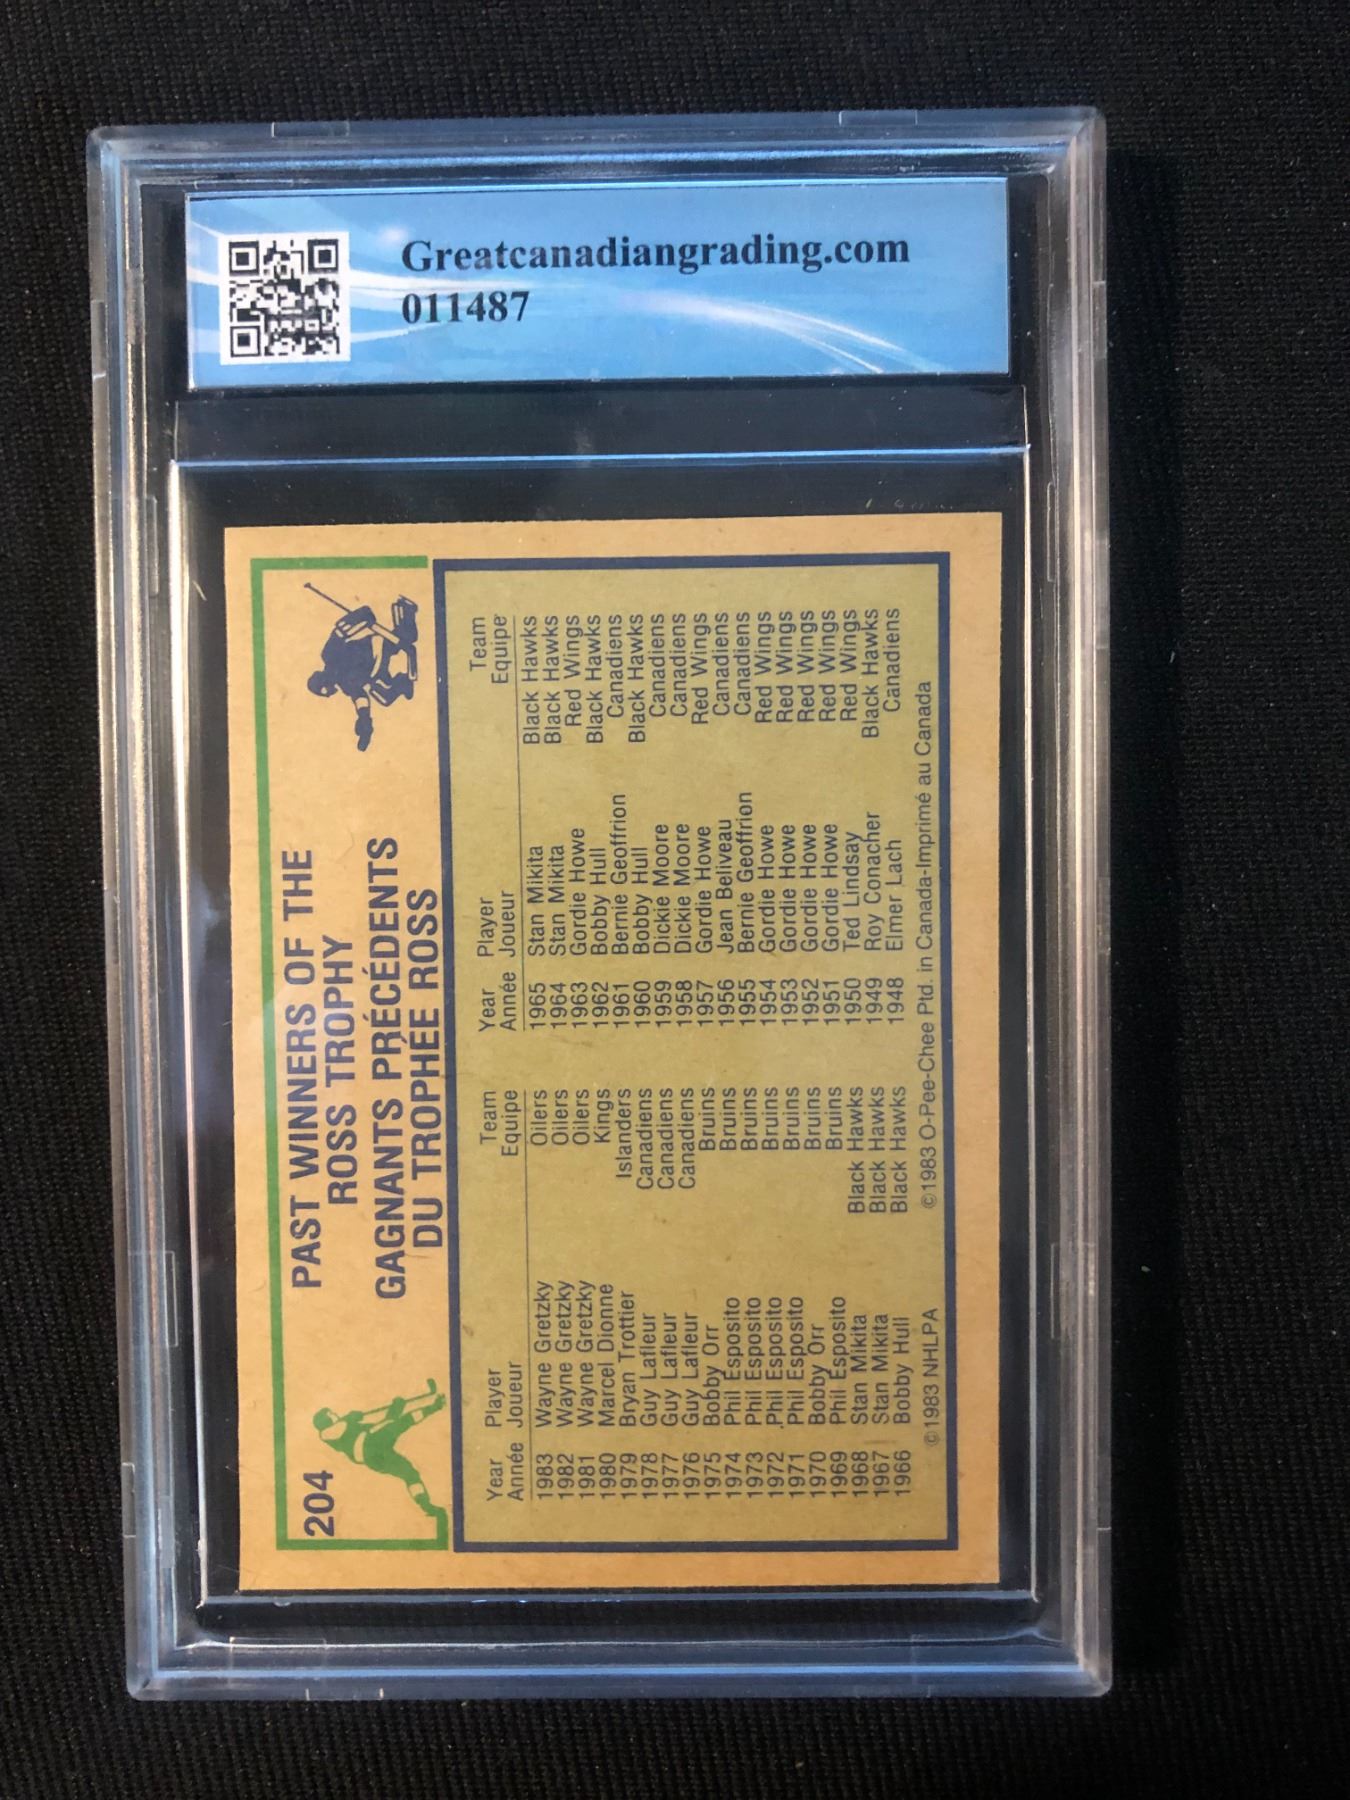 Greatcanadiangrading.com
011487
204
PAST WINNERS OF THE
ROSS TROPHY
GAGNANTS PRÉCÉDENTS
DU TROPHÉE ROSS
Year Player Team
Année Joueur Equipe
1983 Wayne Gretzky Oilers
1982 Wayne Gretzky Oilers
1981 Wayne Gretzky Oilers
1980 Marcel Dionne Kings
1979 Bryan Trottier Islanders
1978 Guy Lafleur Canadiens
1977 Guy Lafleur Canadiens
1976 Guy Lafleur Canadiens
1975 Bobby Orr Bruins
1974 Phil Esposito Bruins
1973 Phil Esposito Bruins
1972 Phil Esposito Bruins
1971 Phil Esposito Bruins
1970 Bobby Orr Bruins
1969 Phil Esposito Bruins
1968 Stan Mikita Black Hawks
1967 Stan Mikita Black Hawks
1966 Bobby Hull Black Hawks
Year Player Team
Année Joueur Equipe
1965 Stan Mikita Black Hawks
1964 Stan Mikita Black Hawks
1963 Gordie Howe Red Wings
1962 Bobby Hull Black Hawks
1961 Bernie Geoffrion Canadiens
1960 Bobby Hull Black Hawks
1959 Dickie Moore Canadiens
1958 Dickie Moore Canadiens
1957 Gordie Howe Red Wings
1956 Jean Beliveau Canadiens
1955 Bernie Geoffrion Canadiens
1954 Gordie Howe Red Wings
1953 Gordie Howe Red Wings
1952 Gordie Howe Red Wings
1951 Gordie Howe Red Wings
1950 Ted Lindsay Red Wings
1949 Roy Conacher Black Hawks
1948 Elmer Lach Canadiens
©1983 NHLPA ©1983 O-Pee-Chee Ptd. in Canada-Imprimé au Canada